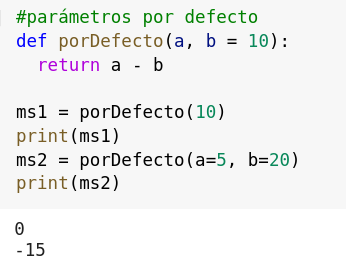 #parámetros por defecto
def porDefecto(a, b = 10):
  return a - b

ms1 = porDefecto(10)
print(ms1)
ms2 = porDefecto(a=5, b=20)
print(ms2)
0
-15